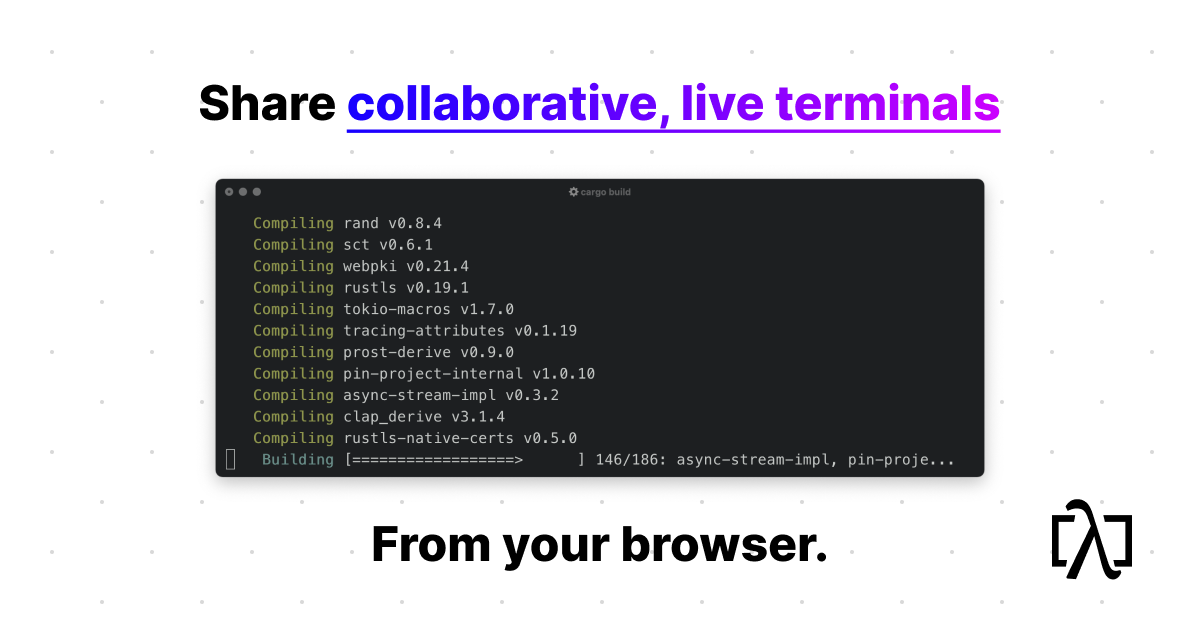 Share collaborative, live terminals
cargo build
Compiling rand v0.8.4
Compiling sct v0.6.1
Compiling webpki v0.21.4
Compiling rustls v0.19.1
Compiling tokio-macros v1.7.0
Compiling tracing-attributes v0.1.19
Compiling prost-derive v0.9.0
Compiling pin-project-internal v1.0.10
Compiling async-stream-impl v0.3.2
Compiling clap_derive v3.1.4
Compiling rustls-native-certs v0.5.0
Building [==================>      ] 146/186: async-stream-impl, pin-proje...
From your browser.
[λ]